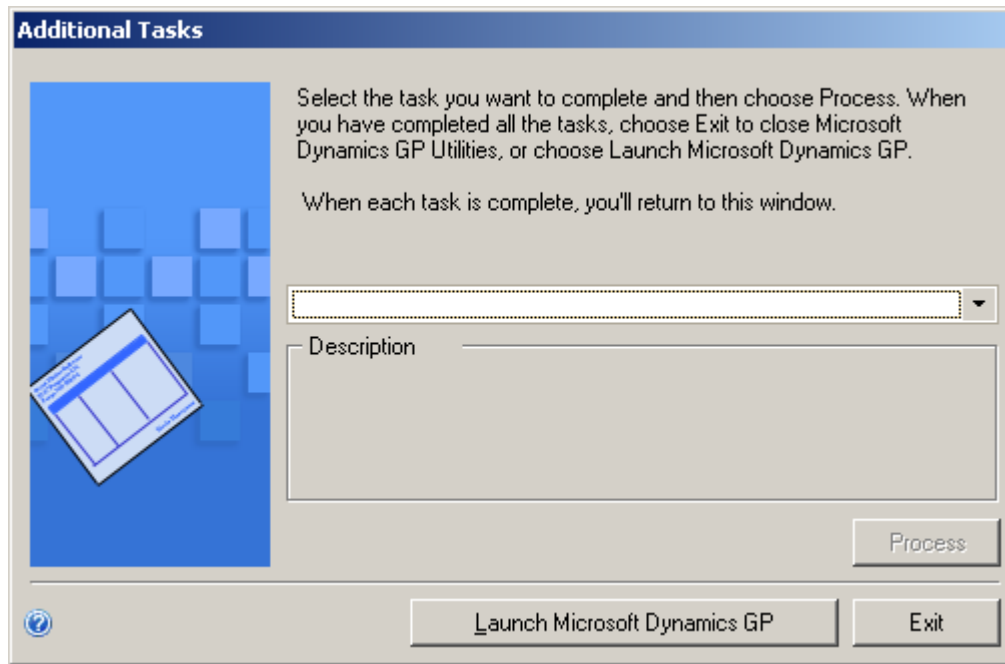 Additional Tasks
Select the task you want to complete and then choose Process. When
you have completed all the tasks, choose Exit to close Microsoft
Dynamics GP Utilities, or choose Launch Microsoft Dynamics GP.
When each task is complete, you'll return to this window.
Description
Process
Launch Microsoft Dynamics GP
Exit